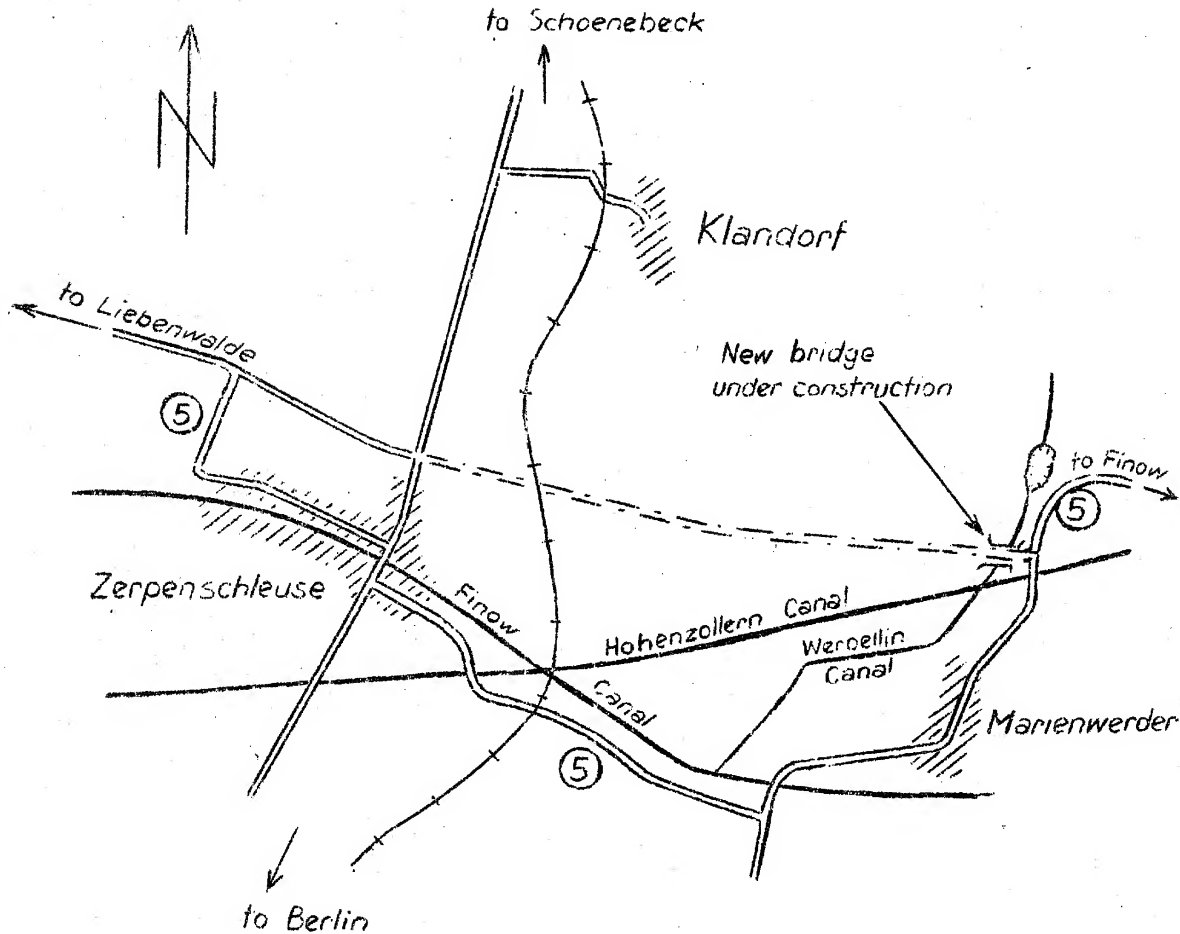 to Schoenebeck
N
Klandorf
to Liebenwalde
New bridge
under construction
5
to Finow
5
Zerpenschleuse
Finow
Canal
Hohenzollern Canal
Werbellin
Canal
Marienwerder
5
to Berlin